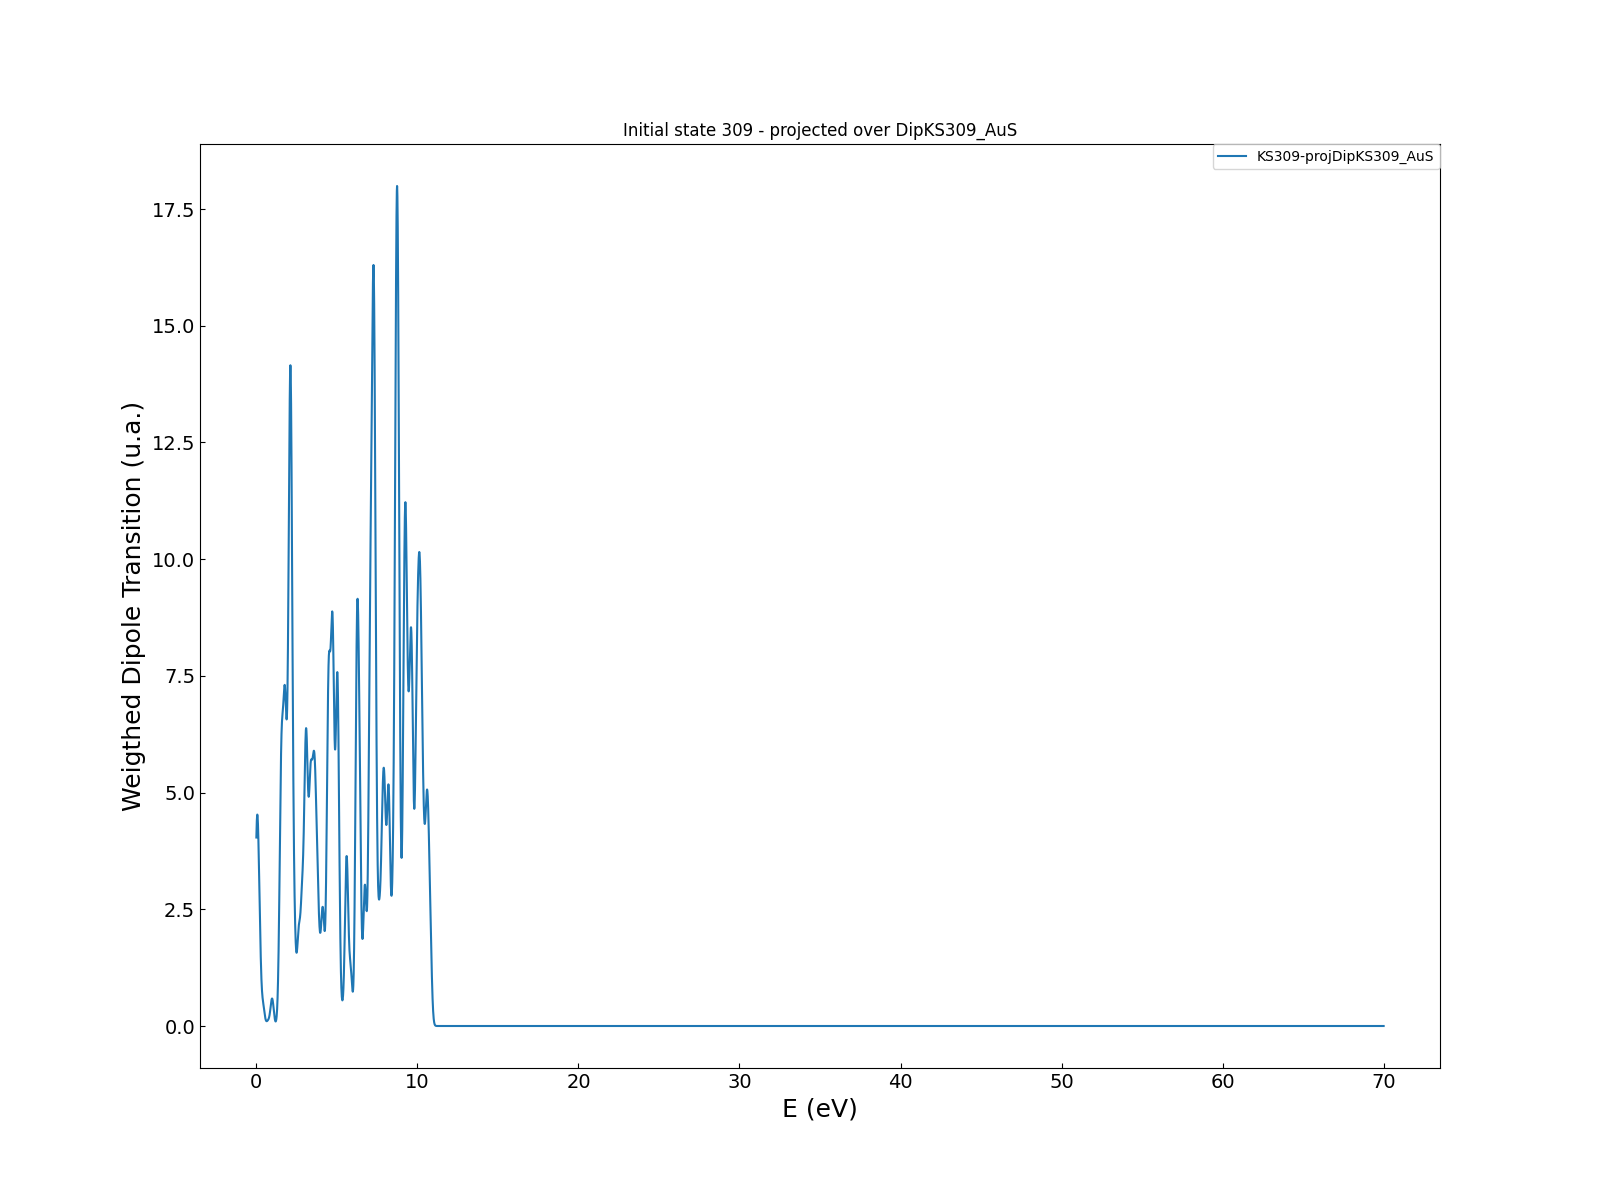 Initial state 309 - projected over DipKS309_AuS
KS309-projDipKS309_AuS
17.5
15.0
12.5
10.0
7.5
5.0
2.5
0.0
Weigthed Dipole Transition (u.a.)
0 10 20 30 40 50 60 70
E (eV)